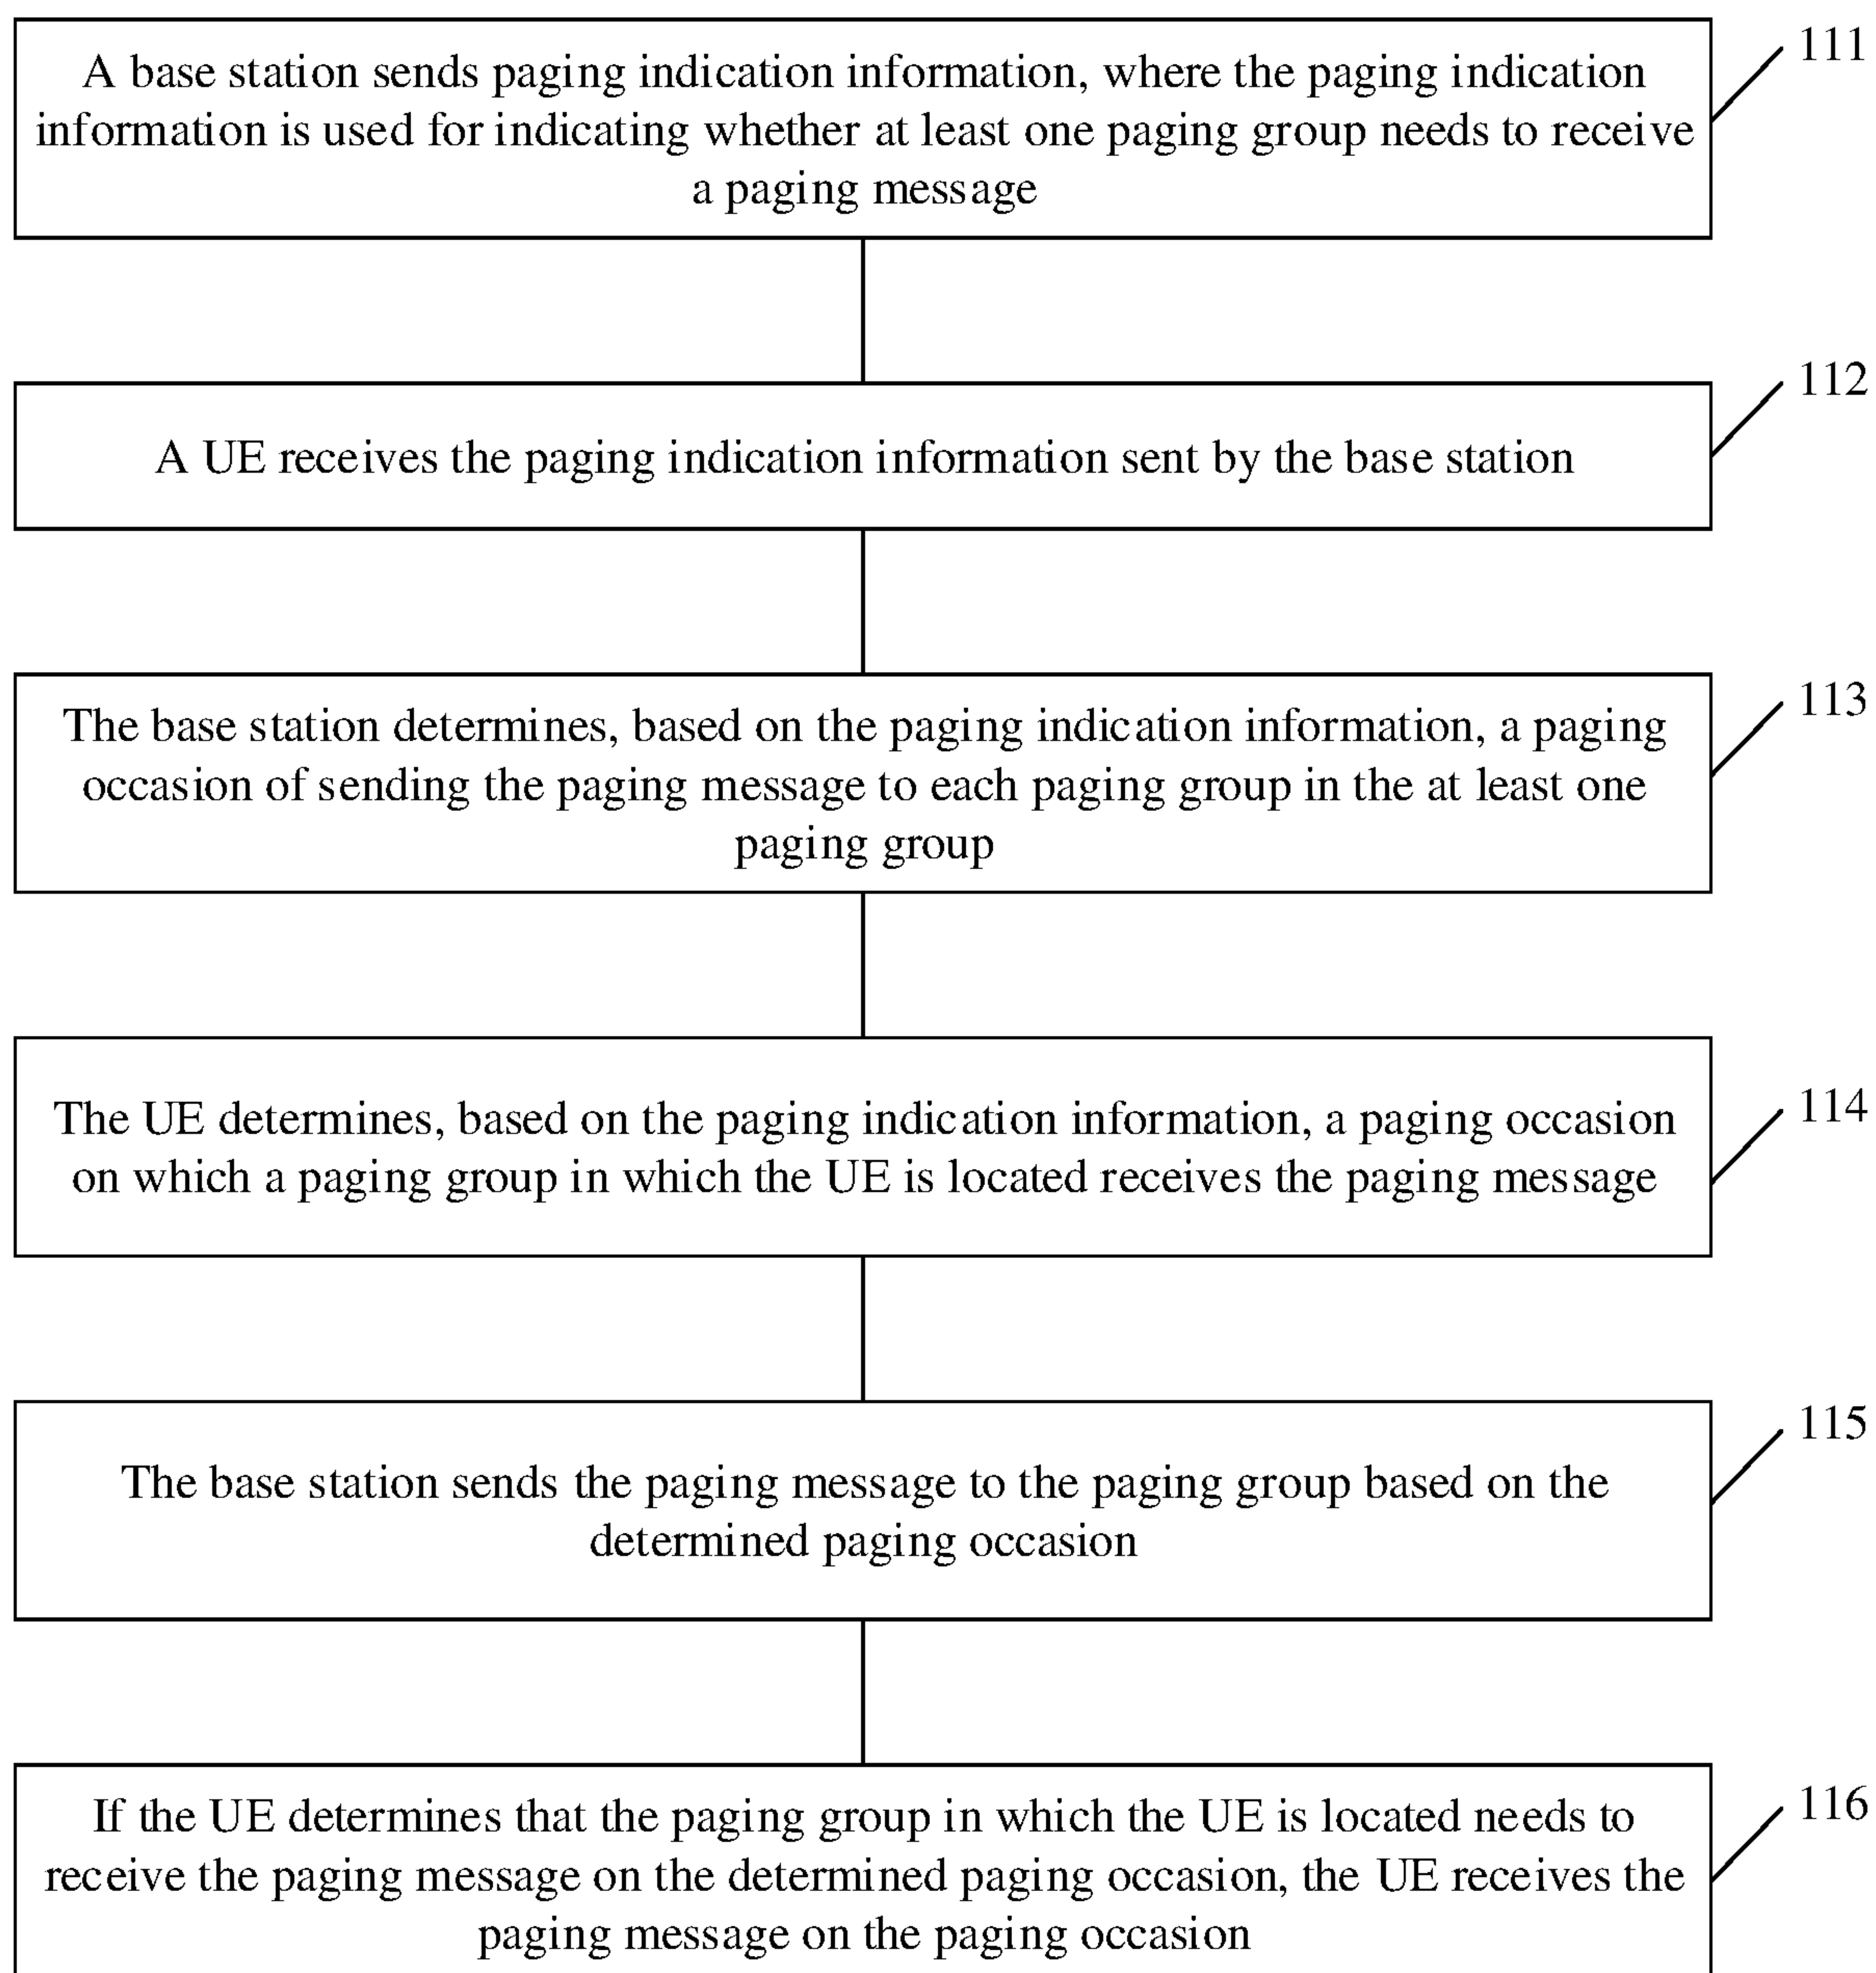 A base station sends paging indication information, where the paging indication
information is used for indicating whether at least one paging group needs to receive
a paging message
111
A UE receives the paging indication information sent by the base station
112
The base station determines, based on the paging indication information, a paging
occasion of sending the paging message to each paging group in the at least one
paging group
113
The UE determines, based on the paging indication information, a paging occasion
on which a paging group in which the UE is located receives the paging message
114
The base station sends the paging message to the paging group based on the
determined paging occasion
115
If the UE determines that the paging group in which the UE is located needs to
receive the paging message on the determined paging occasion, the UE receives the
paging message on the paging occasion
116